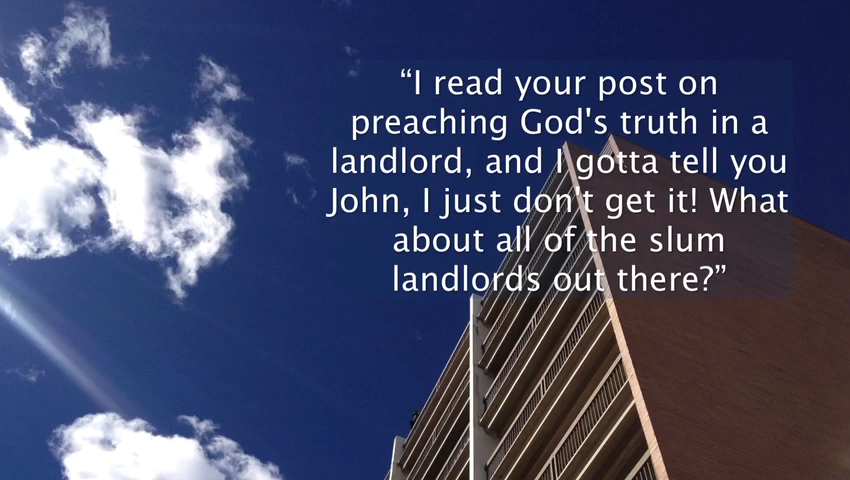 “I read your post on
preaching God's truth in a
landlord, and I gotta tell you
John, I just don't get it! What
about all of the slum
landlords out there?”